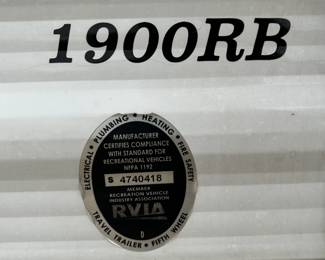 1900RB
ELECTRICAL • PLUMBING • HEATING • FIRE SAFETY
MANUFACTURER
CERTIFIES COMPLIANCE
WITH STANDARD FOR
RECREATIONAL VEHICLES
NFPA 1192
S 4740418
MEMBER
RECREATION VEHICLE
INDUSTRY ASSOCIATION
RVIA
D
TRAVEL TRAILER • FIFTH WHEEL